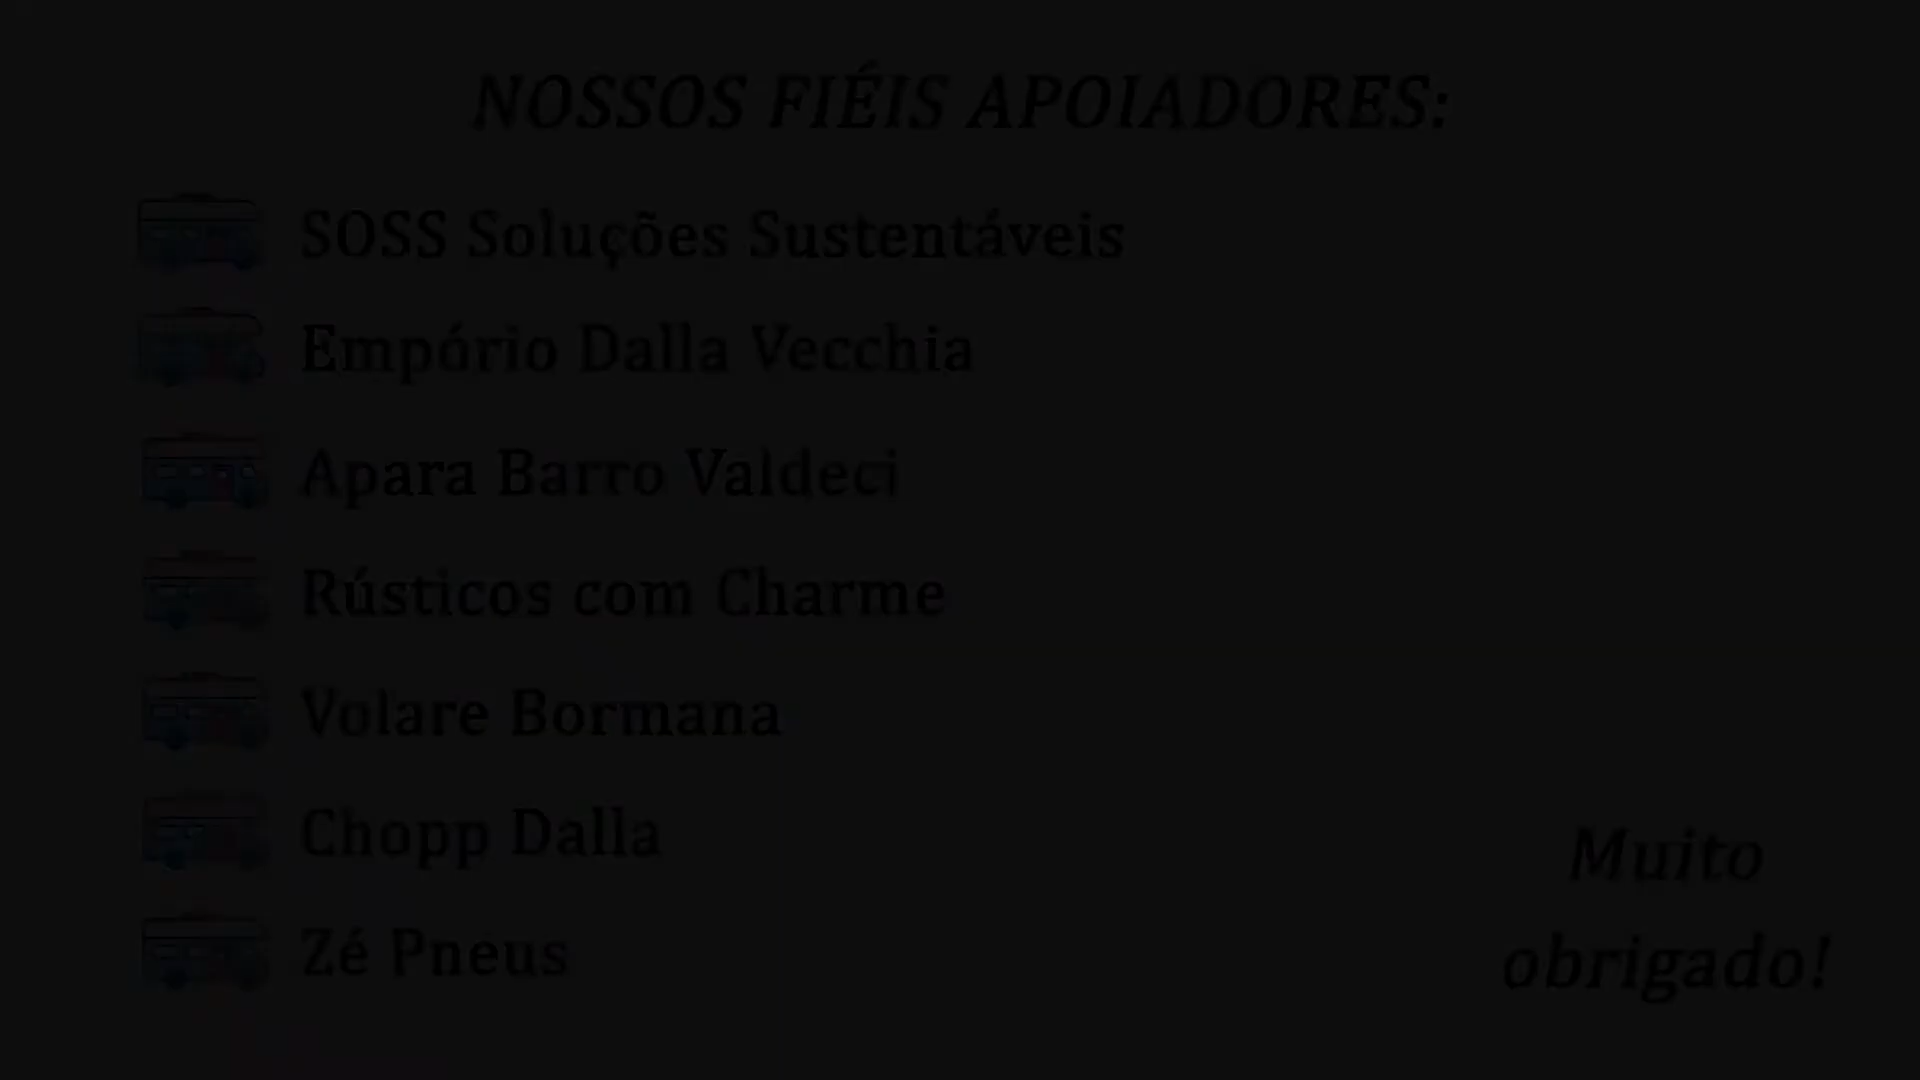 NOSSOS FIÉIS APOIADORES:
SOSS Soluções Sustentáveis
Empório Dalla Vecchia
Apara Barro Valdeci
Rústicos com Charme
Volare Bormana
Chopp Dalla
Zé Pneus
Muito
obrigado!